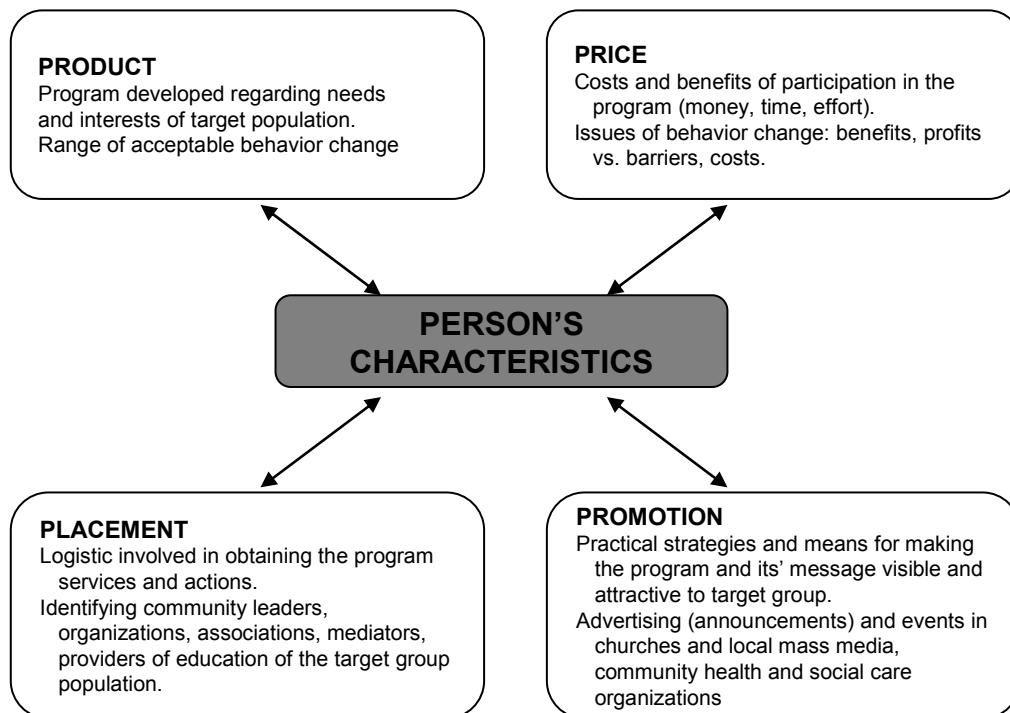 PRODUCT
Program developed regarding needs
and interests of target population.
Range of acceptable behavior change
PRICE
Costs and benefits of participation in the
program (money, time, effort).
Issues of behavior change: benefits, profits
vs. barriers, costs.
PERSON’S
CHARACTERISTICS
PLACEMENT
Logistic involved in obtaining the program
services and actions.
Identifying community leaders,
organizations, associations, mediators,
providers of education of the target group
population.
PROMOTION
Practical strategies and means for making
the program and its’ message visible and
attractive to target group.
Advertising (announcements) and events in
churches and local mass media,
community health and social care
organizations